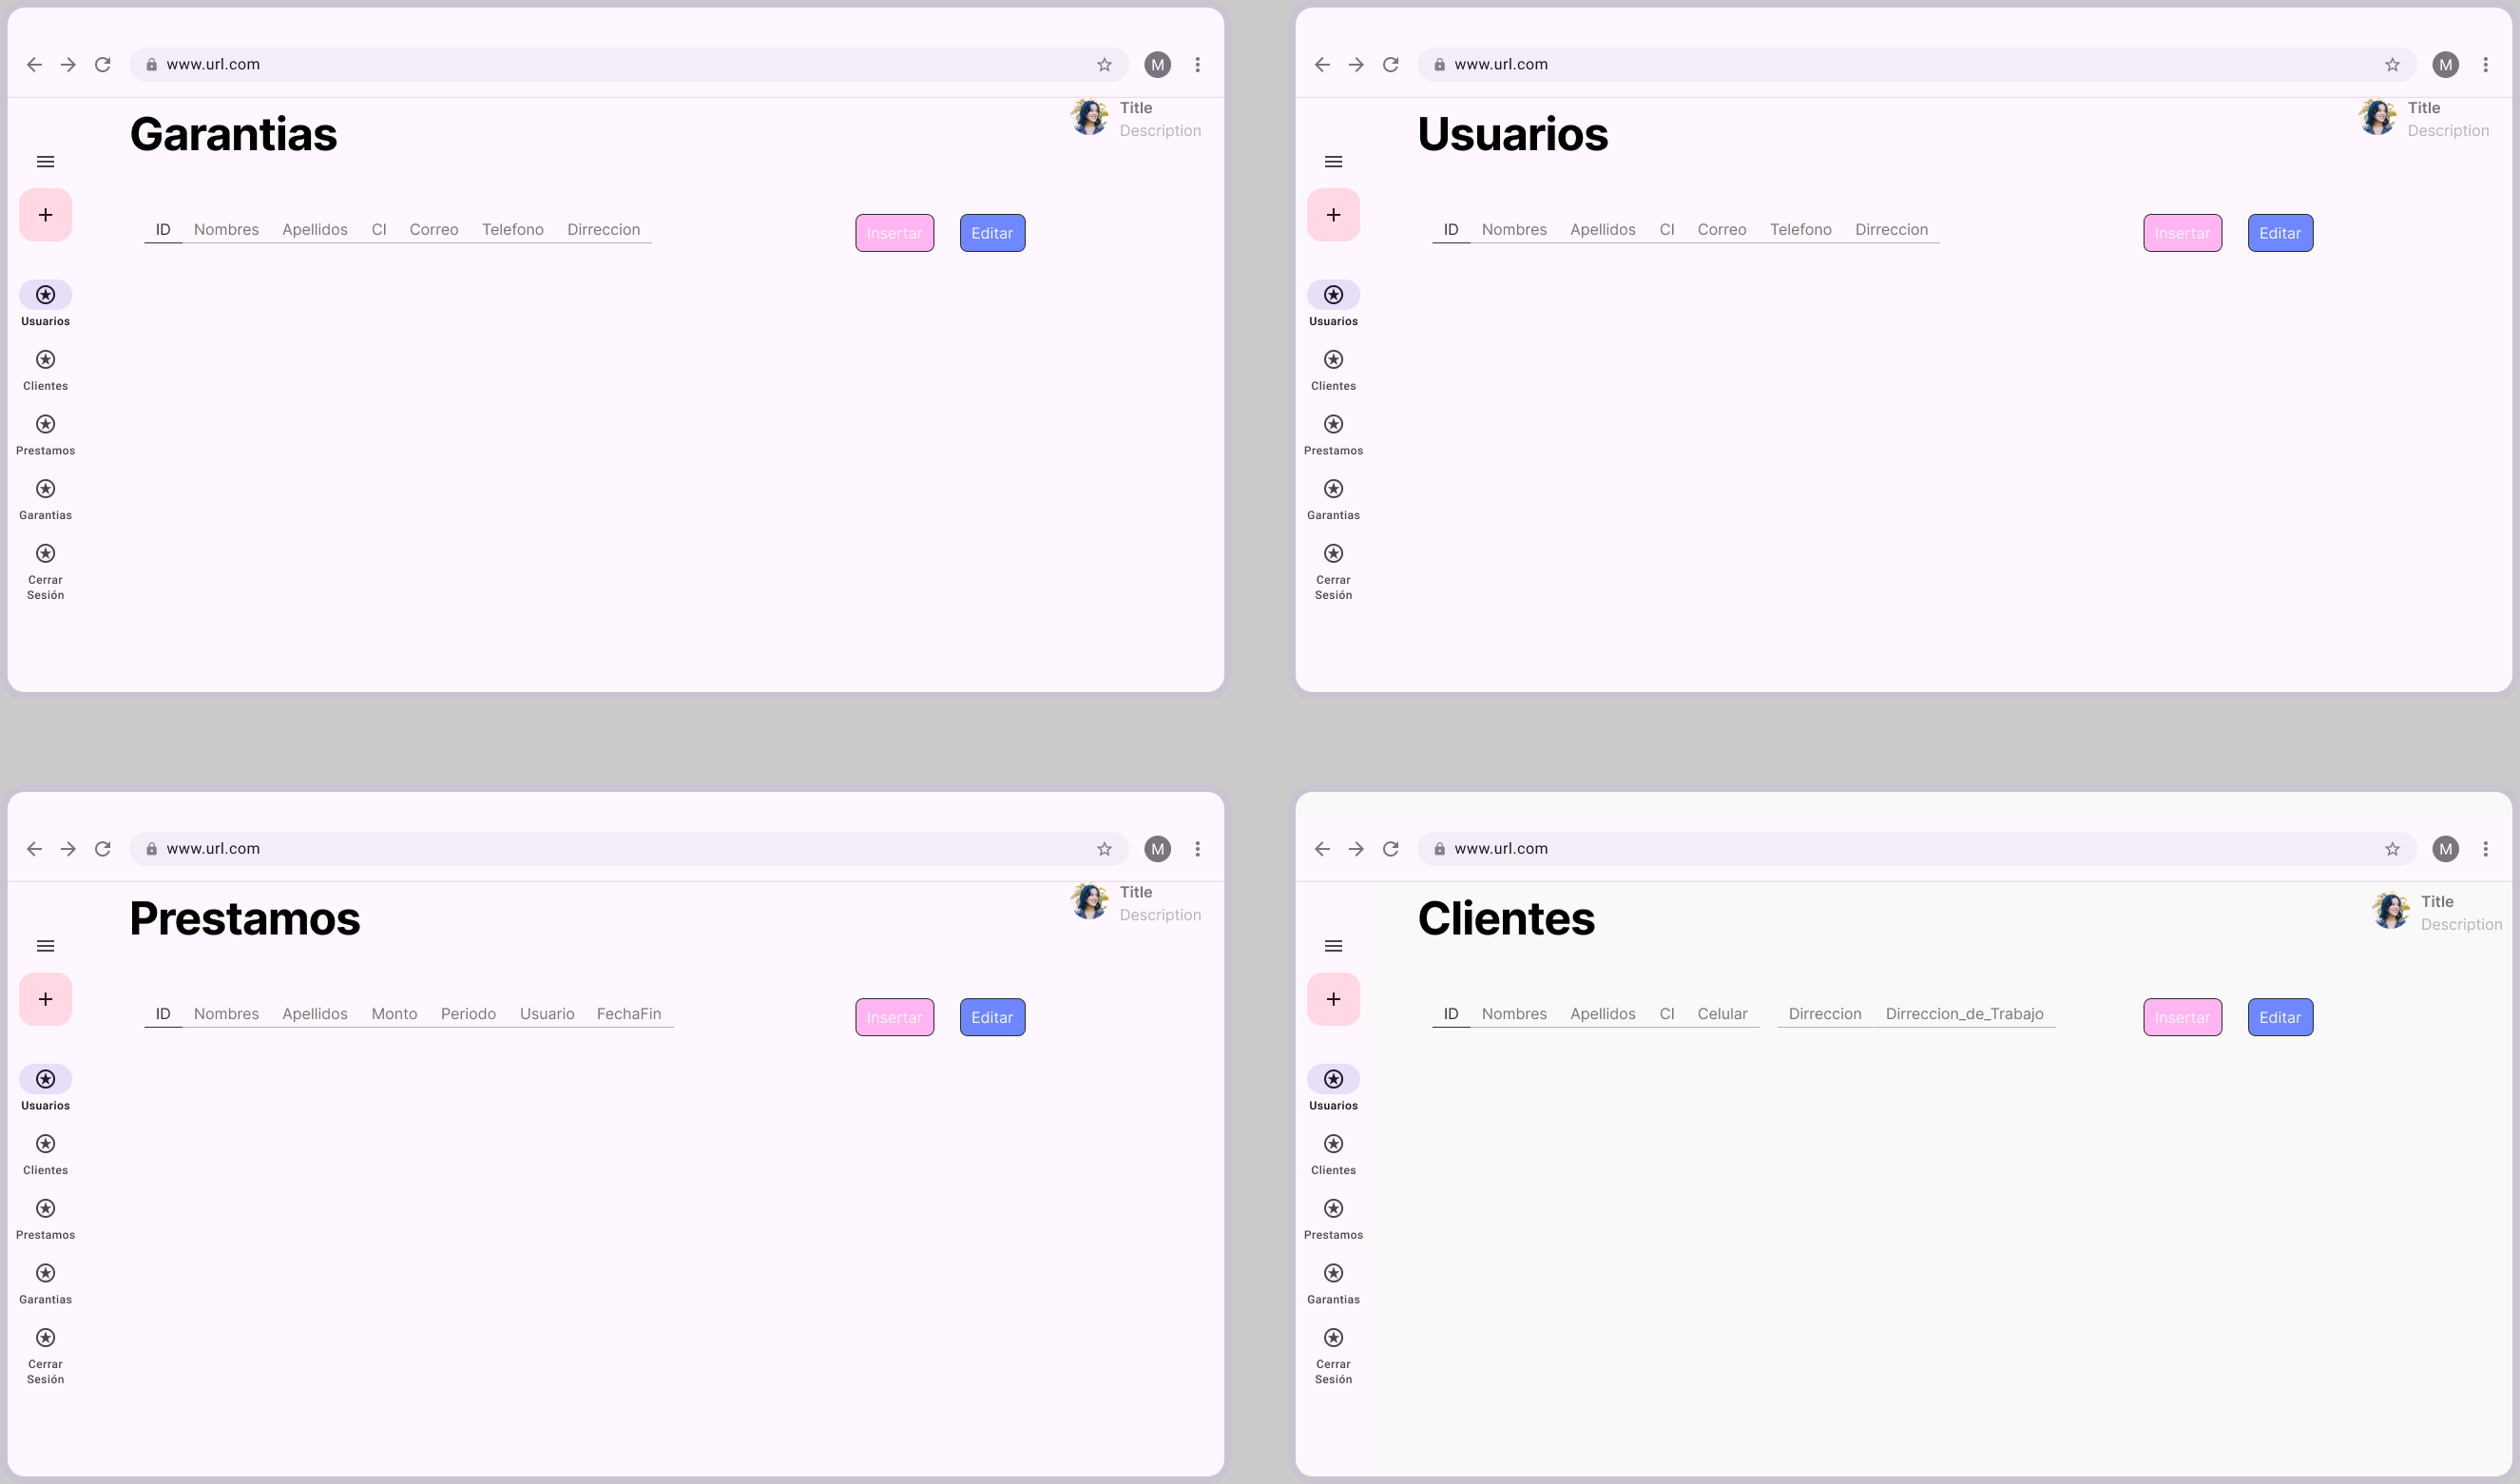 www.url.com
M
Garantias
Title
Description
ID Nombres Apellidos CI Correo Telefono Dirreccion
Insertar
Editar
Usuarios
Clientes
Prestamos
Garantias
Cerrar
Sesión
www.url.com
M
Usuarios
Title
Description
ID Nombres Apellidos CI Correo Telefono Dirreccion
Insertar
Editar
Usuarios
Clientes
Prestamos
Garantias
Cerrar
Sesión
www.url.com
M
Prestamos
Title
Description
ID Nombres Apellidos Monto Periodo Usuario FechaFin
Insertar
Editar
Usuarios
Clientes
Prestamos
Garantias
Cerrar
Sesión
www.url.com
M
Clientes
Title
Description
ID Nombres Apellidos CI Celular Dirreccion Dirreccion_de_Trabajo
Insertar
Editar
Usuarios
Clientes
Prestamos
Garantias
Cerrar
Sesión